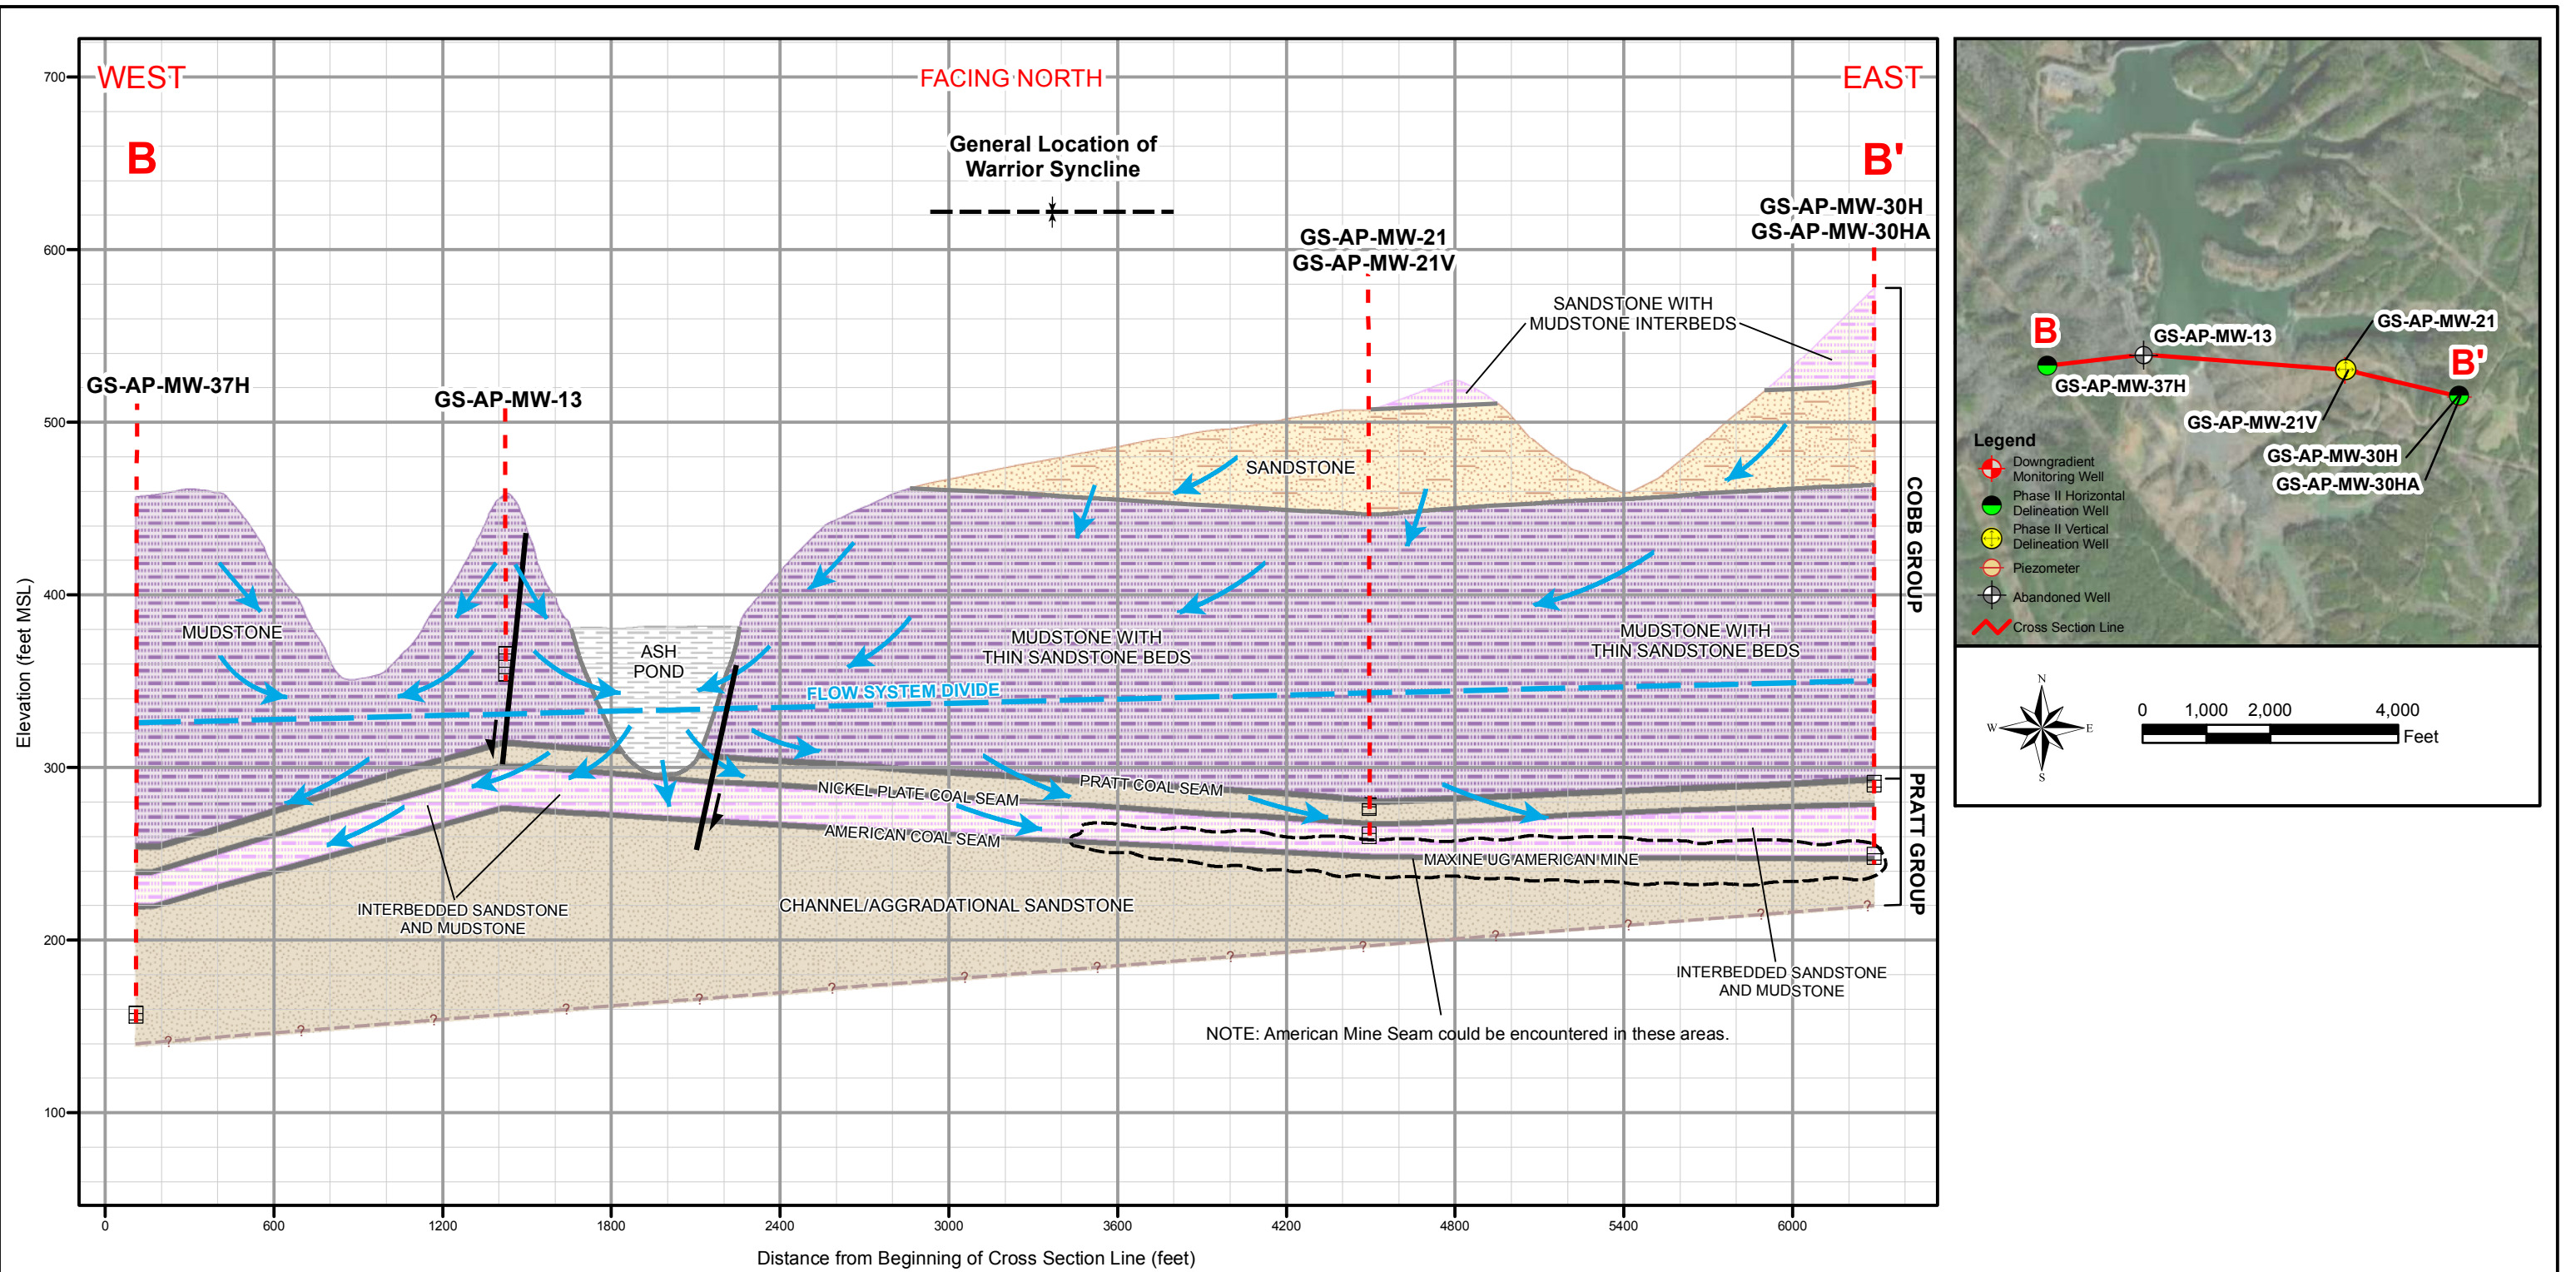 WEST
FACING NORTH
EAST
B
B'
General Location of
Warrior Syncline
GS-AP-MW-30H
GS-AP-MW-30HA
GS-AP-MW-21
GS-AP-MW-21V
GS-AP-MW-37H
GS-AP-MW-13
SANDSTONE WITH
MUDSTONE INTERBEDS
SANDSTONE
MUDSTONE
ASH
POND
MUDSTONE WITH
THIN SANDSTONE BEDS
MUDSTONE WITH
THIN SANDSTONE BEDS
FLOW SYSTEM DIVIDE
PRATT COAL SEAM
NICKEL PLATE COAL SEAM
AMERICAN COAL SEAM
MAXINE UG AMERICAN MINE
INTERBEDDED SANDSTONE
AND MUDSTONE
CHANNEL/AGGRADATIONAL SANDSTONE
INTERBEDDED SANDSTONE
AND MUDSTONE
NOTE: American Mine Seam could be encountered in these areas.
? ? ? ? ? ? ? ? ? ? ? ? ? ?
COBB GROUP
PRATT GROUP
Elevation (feet MSL)
700
600
500
400
300
200
100
0 600 1200 1800 2400 3000 3600 4200 4800 5400 6000
Distance from Beginning of Cross Section Line (feet)
B
GS-AP-MW-13
GS-AP-MW-21
B'
GS-AP-MW-37H
GS-AP-MW-21V
GS-AP-MW-30H
GS-AP-MW-30HA
Legend
Downgradient
Monitoring Well
Phase II Horizontal
Delineation Well
Phase II Vertical
Delineation Well
Piezometer
Abandoned Well
Cross Section Line
N
W E
S
0 1,000 2,000 4,000
Feet